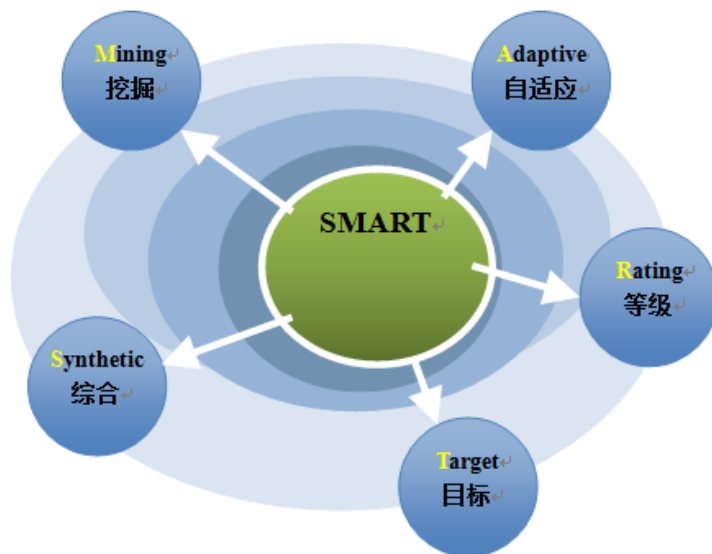 Mining
挖掘
Adaptive
自适应
SMART
Rating
等级
Synthetic
综合
Target
目标